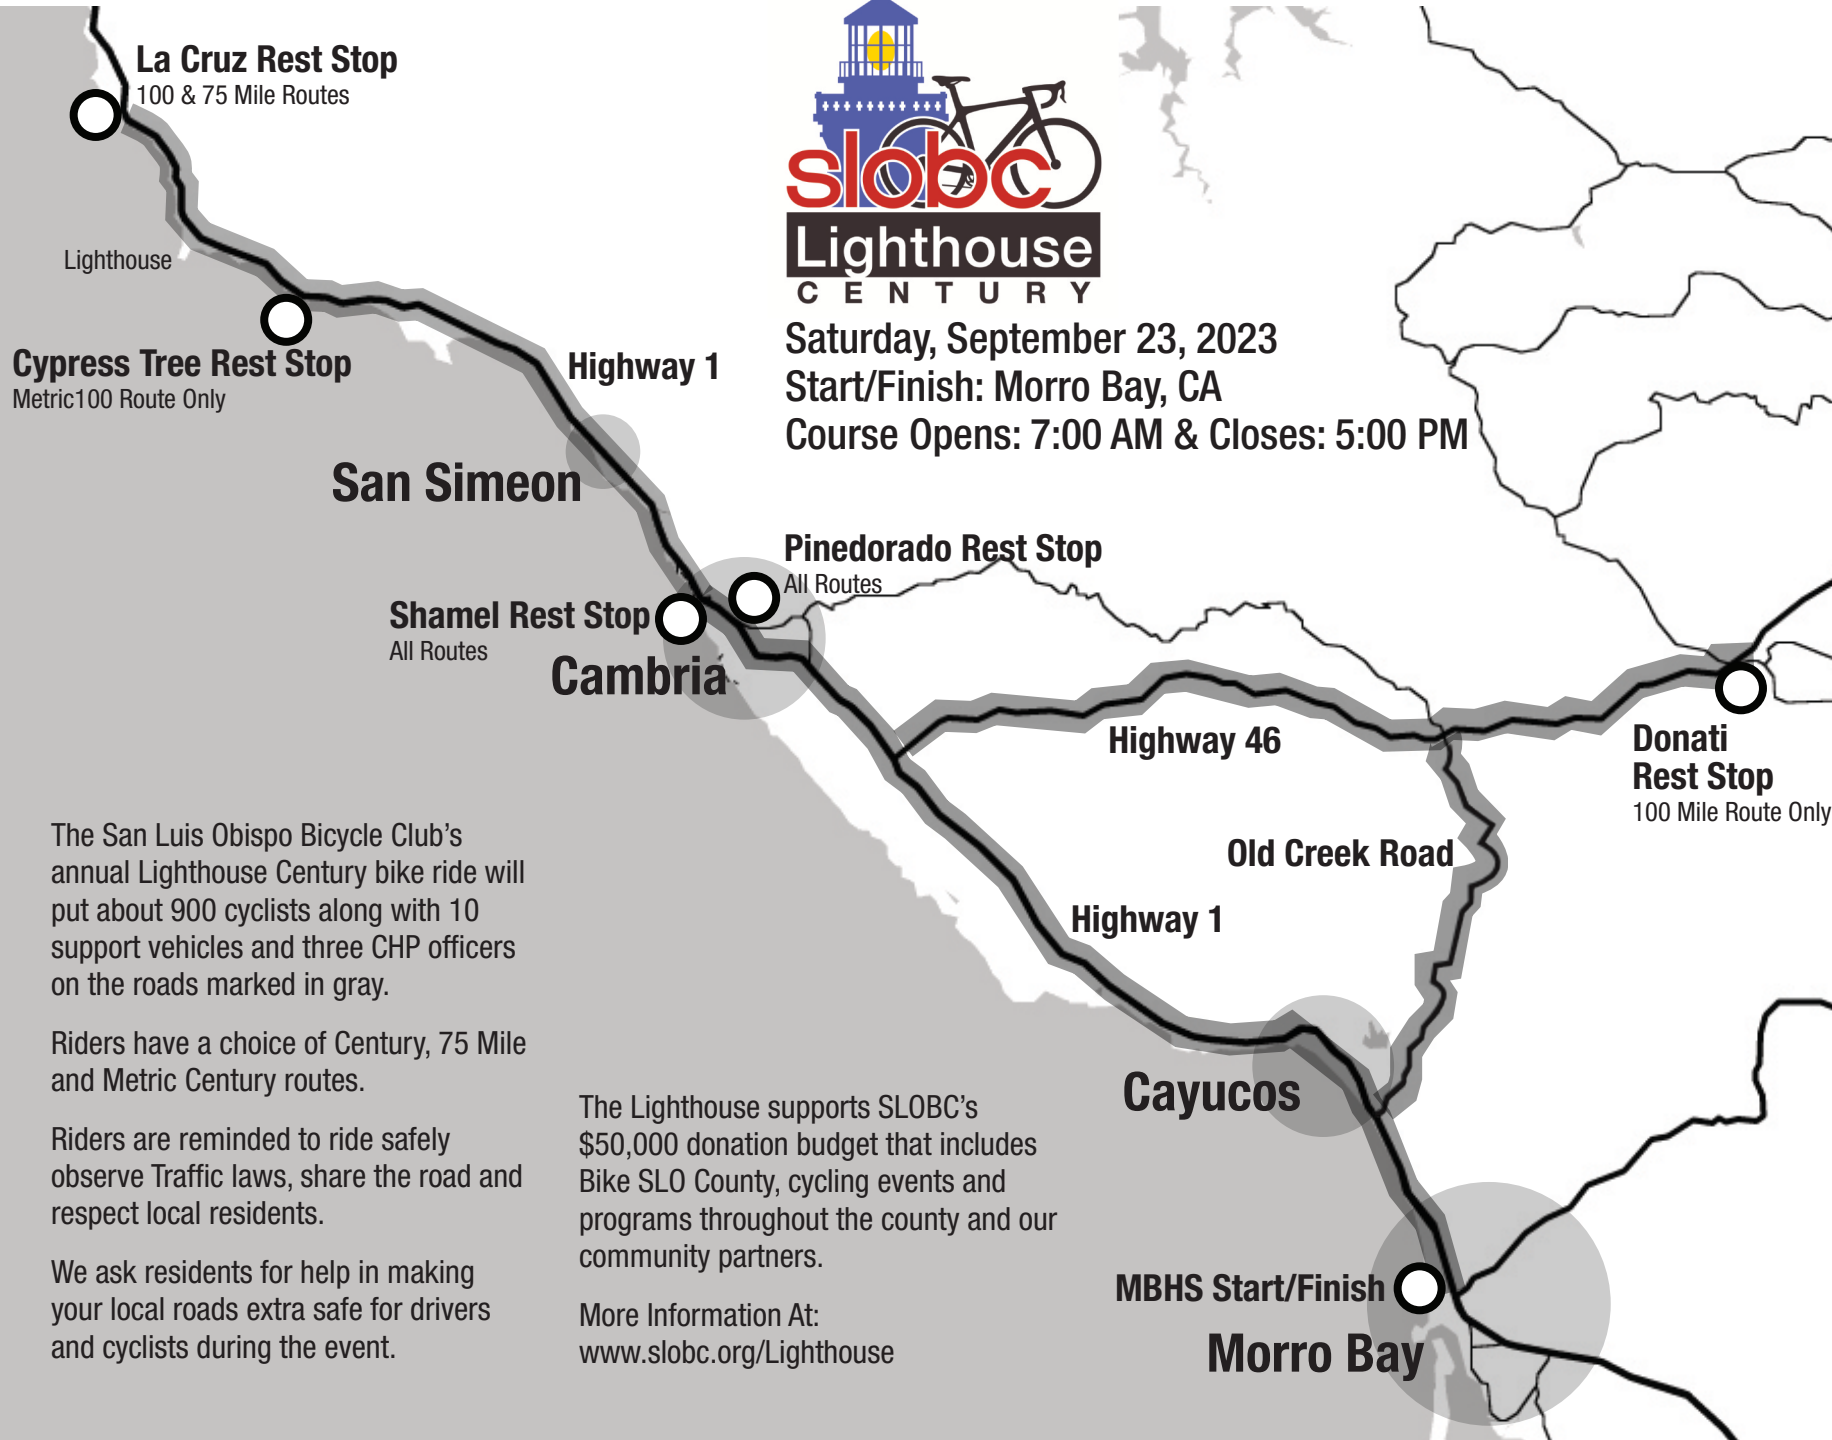 La Cruz Rest Stop
100 & 75 Mile Routes
slobc
Lighthouse
CENTURY
Saturday, September 23, 2023
Start/Finish: Morro Bay, CA
Course Opens: 7:00 AM & Closes: 5:00 PM
Lighthouse
Cypress Tree Rest Stop
Metric100 Route Only
Highway 1
San Simeon
Pinedorado Rest Stop
All Routes
Shamel Rest Stop
All Routes
Cambria
Highway 46
Donati
Rest Stop
100 Mile Route Only
Old Creek Road
Highway 1
Cayucos
MBHS Start/Finish
Morro Bay
The San Luis Obispo Bicycle Club's
annual Lighthouse Century bike ride will
put about 900 cyclists along with 10
support vehicles and three CHP officers
on the roads marked in gray.
Riders have a choice of Century, 75 Mile
and Metric Century routes.
Riders are reminded to ride safely
observe Traffic laws, share the road and
respect local residents.
We ask residents for help in making
your local roads extra safe for drivers
and cyclists during the event.
The Lighthouse supports SLOBC's
$50,000 donation budget that includes
Bike SLO County, cycling events and
programs throughout the county and our
community partners.
More Information At:
www.slobc.org/Lighthouse